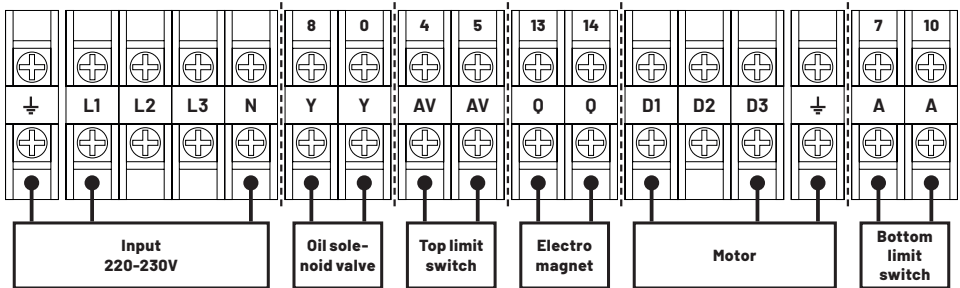 8 0 4 5 13 14 7 10
L1 L2 L3 N Y Y AV AV Q Q D1 D2 D3 A A
Input
220-230V
Oil sole-
noid valve
Top limit
switch
Electro
magnet
Motor
Bottom
limit
switch